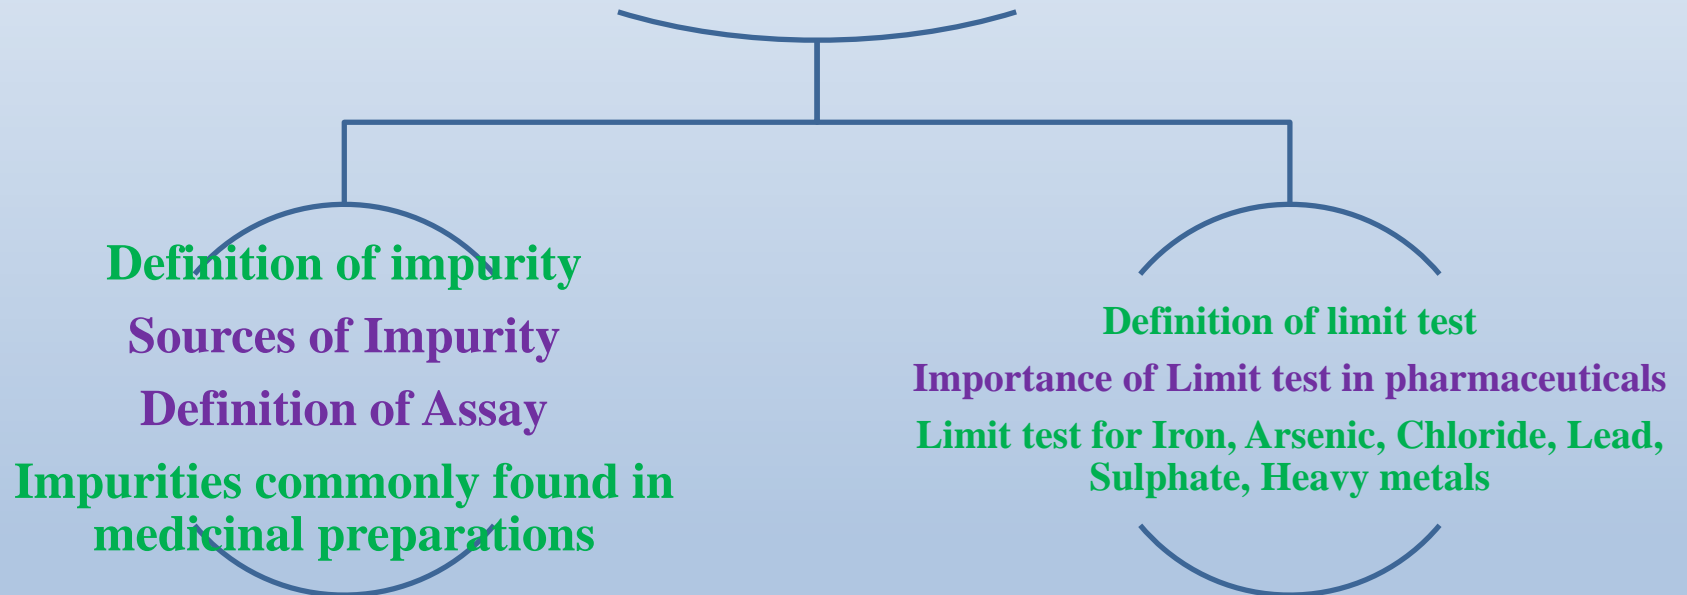 Definition of impurity
Sources of Impurity
Definition of Assay
Impurities commonly found in
medicinal preparations
Definition of limit test
Importance of Limit test in pharmaceuticals
Limit test for Iron, Arsenic, Chloride, Lead,
Sulphate, Heavy metals